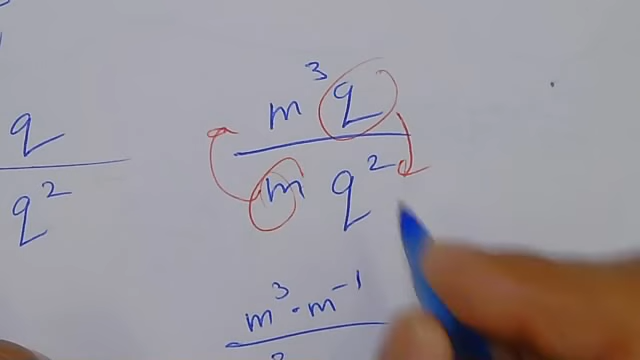 q
q²
m³ q
m q²
m³ · m⁻¹